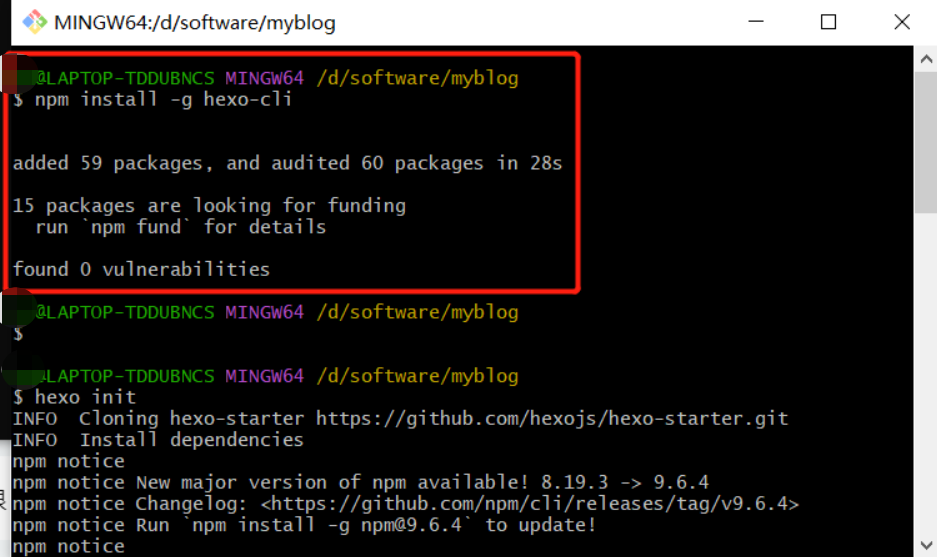 MINGW64:/d/software/myblog
@LAPTOP-TDDUBNCS MINGW64 /d/software/myblog
$ npm install -g hexo-cli
added 59 packages, and audited 60 packages in 28s
15 packages are looking for funding
run `npm fund` for details
found 0 vulnerabilities
@LAPTOP-TDDUBNCS MINGW64 /d/software/myblog
$
LAPTOP-TDDUBNCS MINGW64 /d/software/myblog
$ hexo init
INFO  Cloning hexo-starter https://github.com/hexojs/hexo-starter.git
INFO  Install dependencies
npm notice
npm notice New major version of npm available! 8.19.3 -> 9.6.4
npm notice Changelog: <https://github.com/npm/cli/releases/tag/v9.6.4>
npm notice Run `npm install -g npm@9.6.4` to update!
npm notice